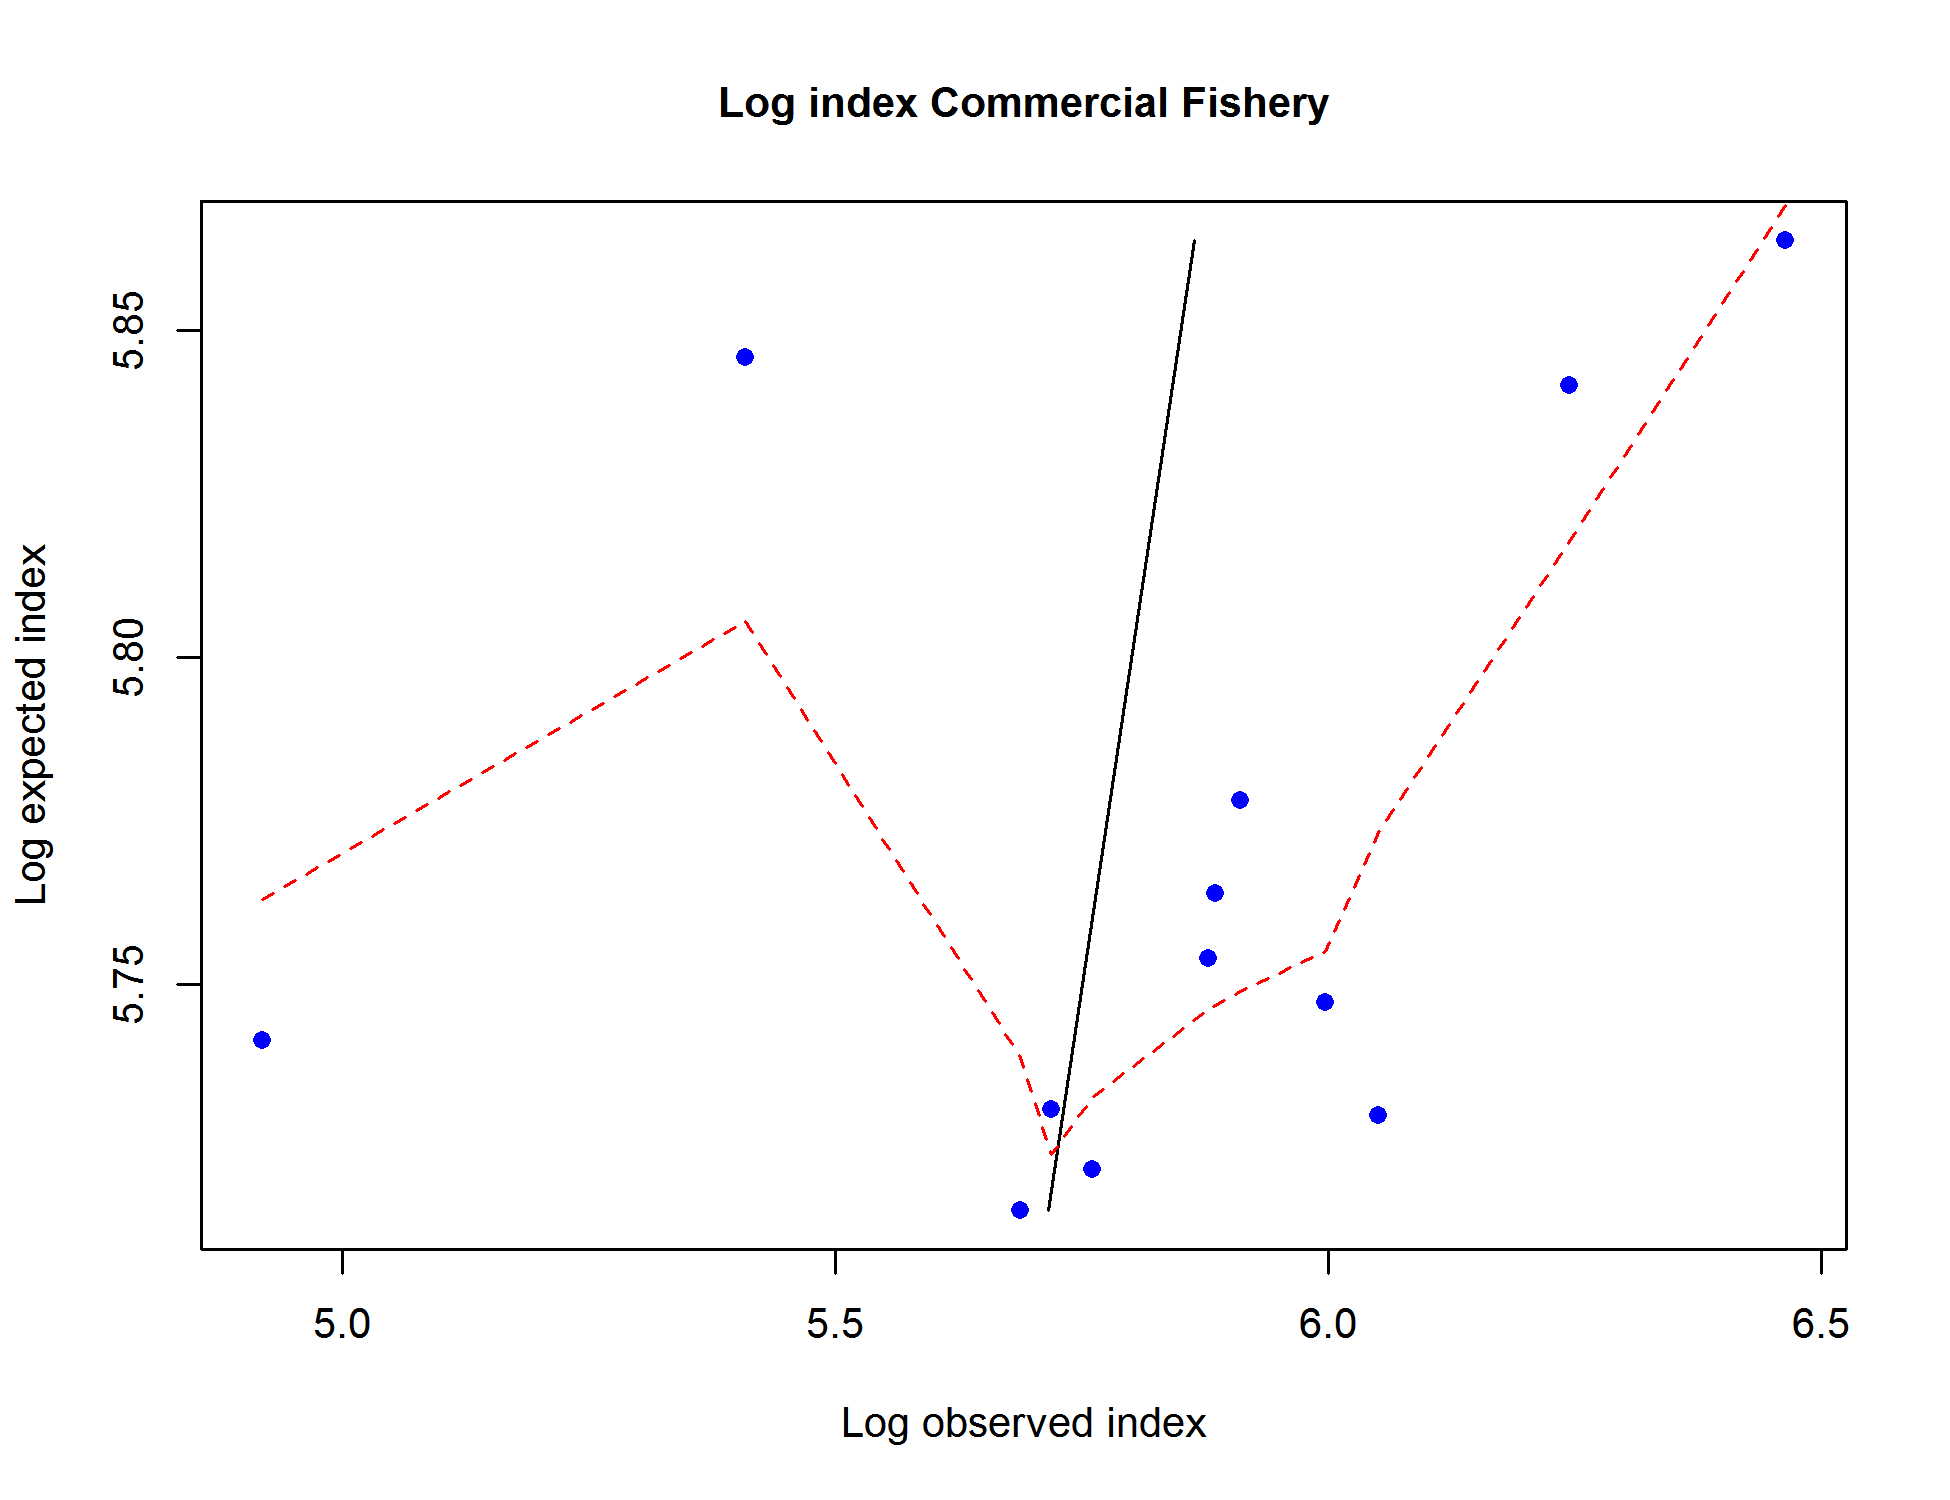 Log index Commercial Fishery
Log expected index
5.85
5.80
5.75
5.0 5.5 6.0 6.5
Log observed index